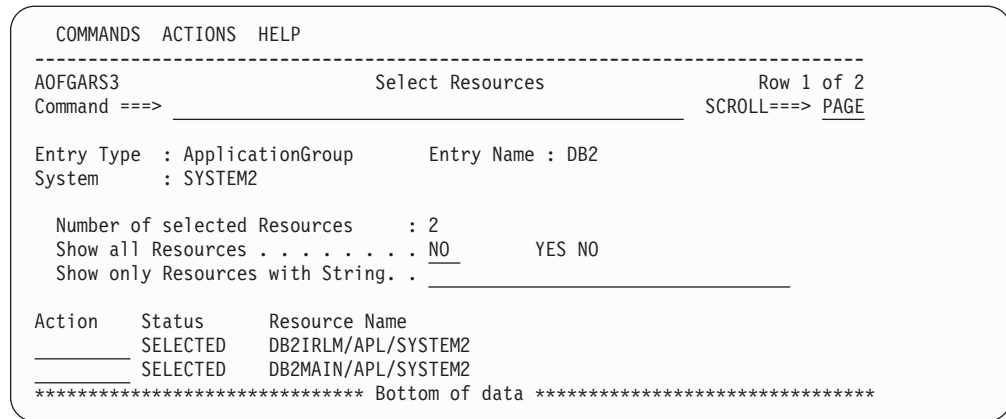 COMMANDS ACTIONS HELP
-------------------------------------------------------------------------------
AOFGARS3 Select Resources Row 1 of 2
Command ===> SCROLL===> PAGE
Entry Type : ApplicationGroup Entry Name : DB2
System : SYSTEM2
Number of selected Resources : 2
Show all Resources . . . . . . . . NO YES NO
Show only Resources with String. .
Action Status Resource Name
SELECTED DB2IRLM/APL/SYSTEM2
SELECTED DB2MAIN/APL/SYSTEM2
******************************* Bottom of data ********************************